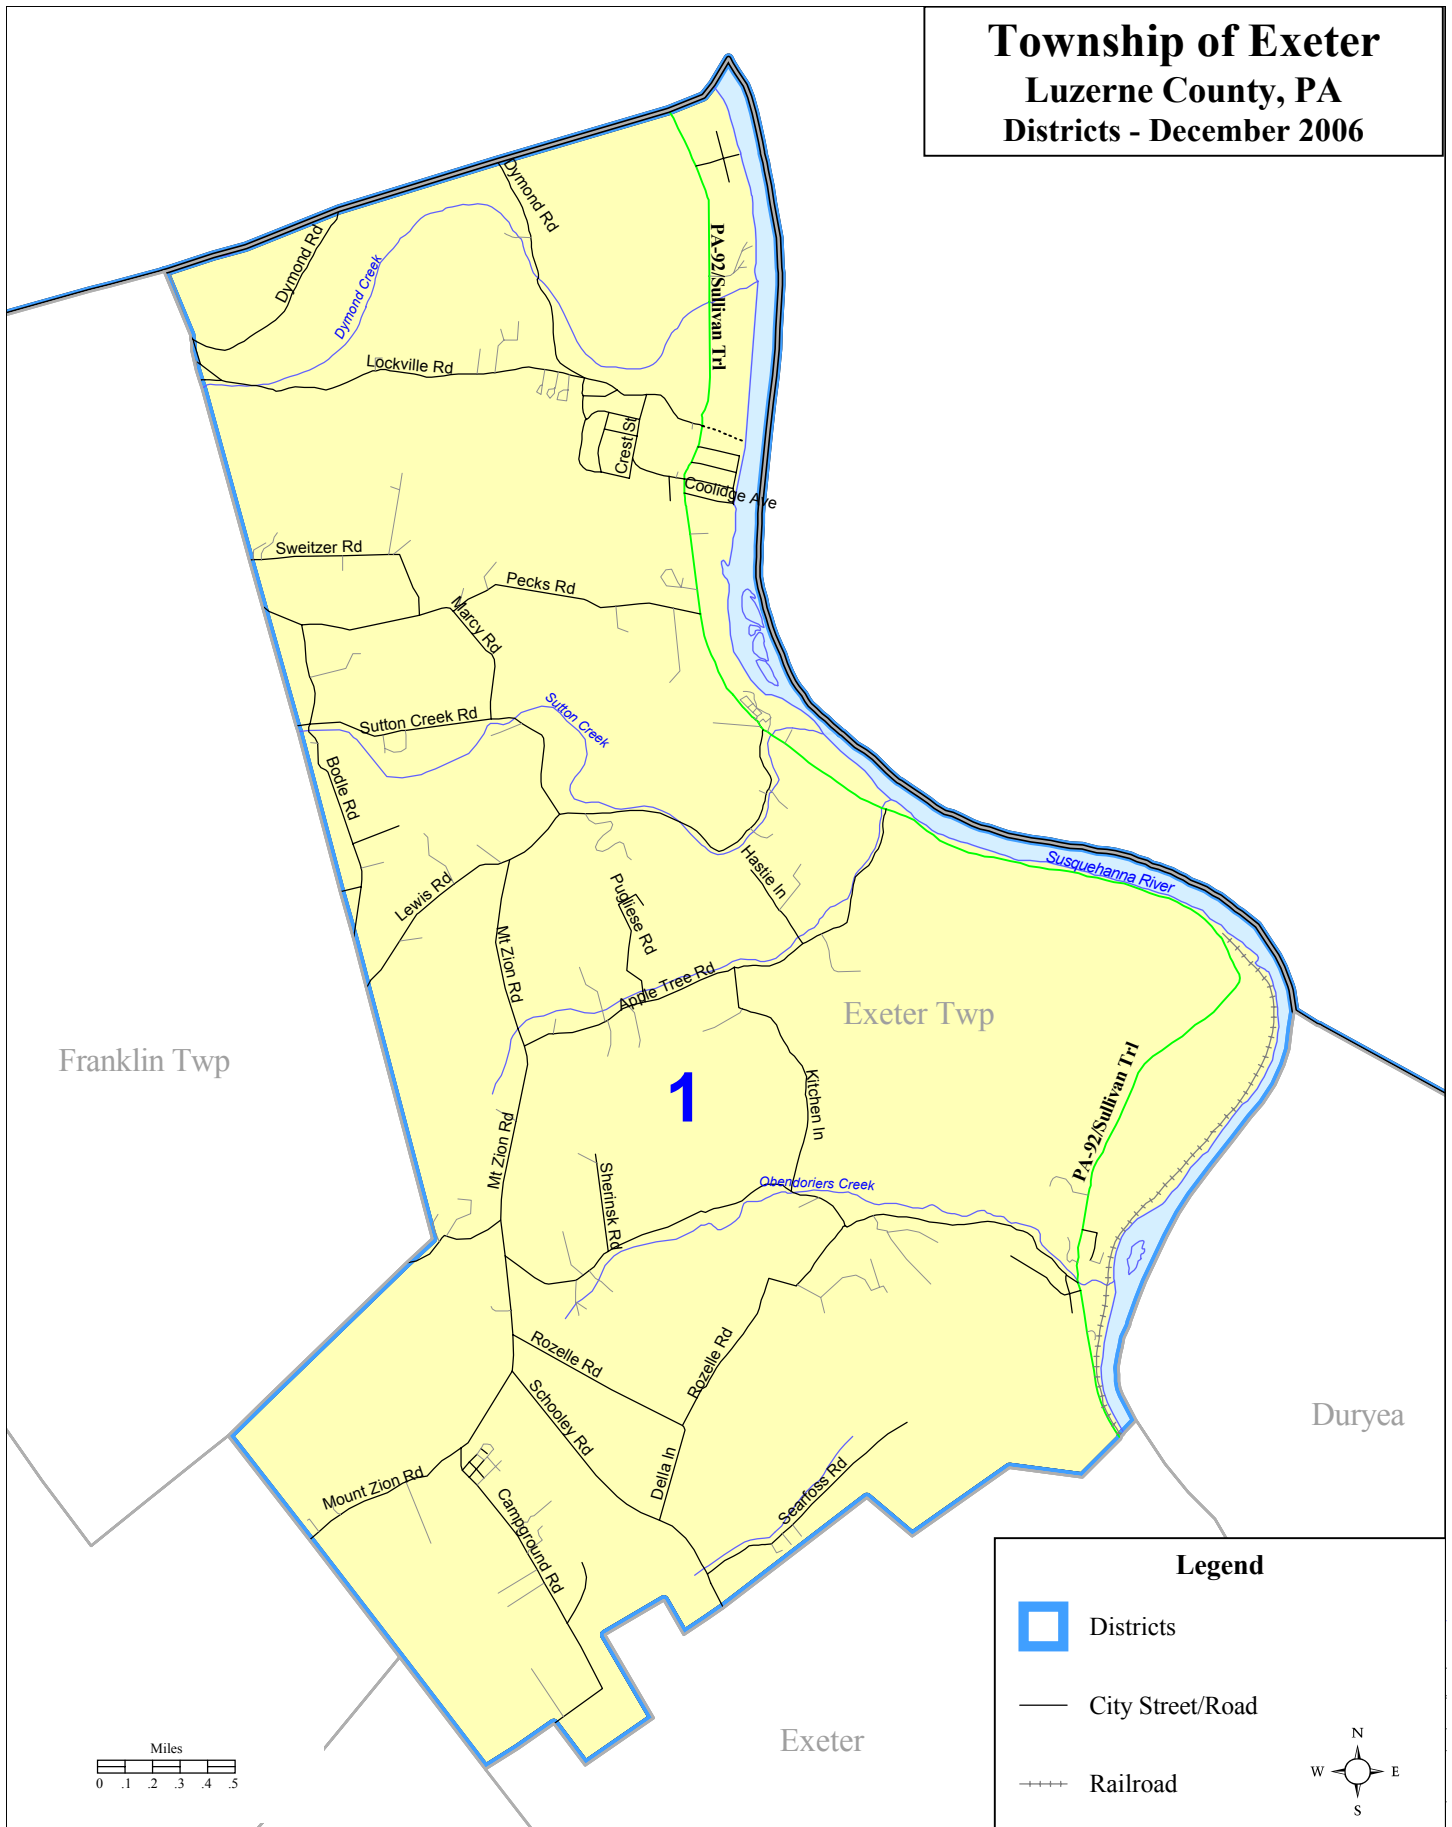 Township of Exeter
Luzerne County, PA
Districts - December 2006
Dymond Rd
Dymond Rd
Dymond Creek
PA-92/Sullivan Trl
Lockville Rd
Crest St
Coolidge Ave
Sweitzer Rd
Pecks Rd
Marcy Rd
Sutton Creek Rd
Sutton Creek
Bodle Rd
Susquehanna River
Hastie ln
Lewis Rd
Pugliese Rd
Mt Zion Rd
Apple Tree Rd
Exeter Twp
Franklin Twp
1
Kitchen ln
PA-92/Sullivan Trl
Mt Zion Rd
Sherinsk Rd
Obendoriers Creek
Rozelle Rd
Rozelle Rd
Schooley Rd
Duryea
Della ln
Searfoss Rd
Mount Zion Rd
Campground Rd
Exeter
Legend
Districts
City Street/Road
Railroad
N
W E
S
Miles
0 .1 .2 .3 .4 .5